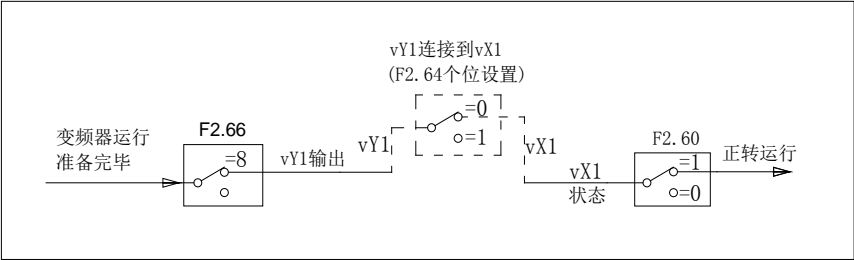 vY1连接到vX1
(F2.64个位设置)
变频器运行
准备完毕
F2.66
=8
vY1输出
vY1
=0
=1
vX1
vX1
状态
F2.60
=1
=0
正转运行